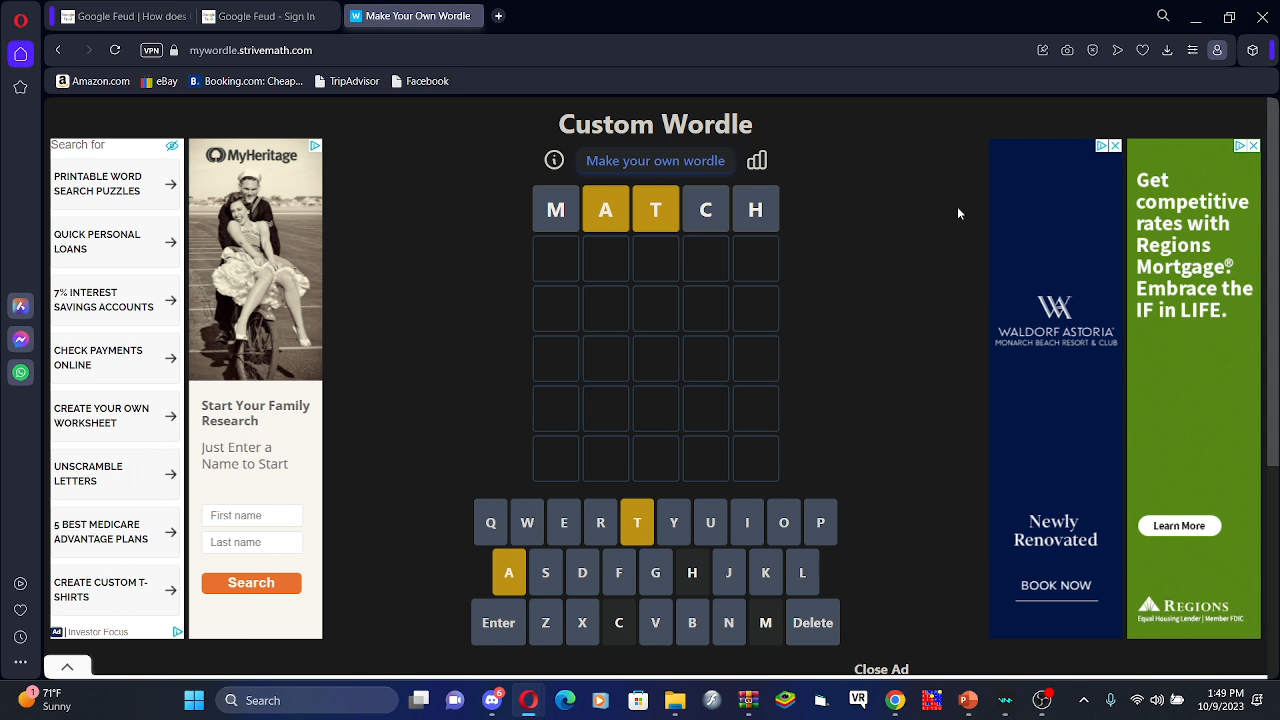 Google Feud | How does
Google Feud - Sign In
W Make Your Own Wordle
VPN
mywordle.strivemath.com
Amazon.com
eBay
B. Booking.com: Cheap...
TripAdvisor
Facebook
Custom Wordle
Make your own wordle
M A T C H
Q W E R T Y U I O P
A S D F G H J K L
Enter Z X C V B N M Delete
Search for
PRINTABLE WORD
SEARCH PUZZLES
QUICK PERSONAL
LOANS
7% INTEREST
SAVINGS ACCOUNTS
CHECK PAYMENTS
ONLINE
CREATE YOUR OWN
WORKSHEET
UNSCRAMBLE
LETTERS
5 BEST MEDICARE
ADVANTAGE PLANS
CREATE CUSTOM T-
SHIRTS
Ad | Investor Focus
MyHeritage
Start Your Family
Research
Just Enter a
Name to Start
First name
Last name
Search
WALDORF ASTORIA
MONARCH BEACH RESORT & CLUB
Newly
Renovated
BOOK NOW
Get
competitive
rates with
Regions
Mortgage.®
Embrace the
IF in LIFE.
Learn More
REGIONS
Equal Housing Lender | Member FDIC
Close Ad
1
71°F
Sunny
Search
6
VR
1:49 PM
10/9/2023